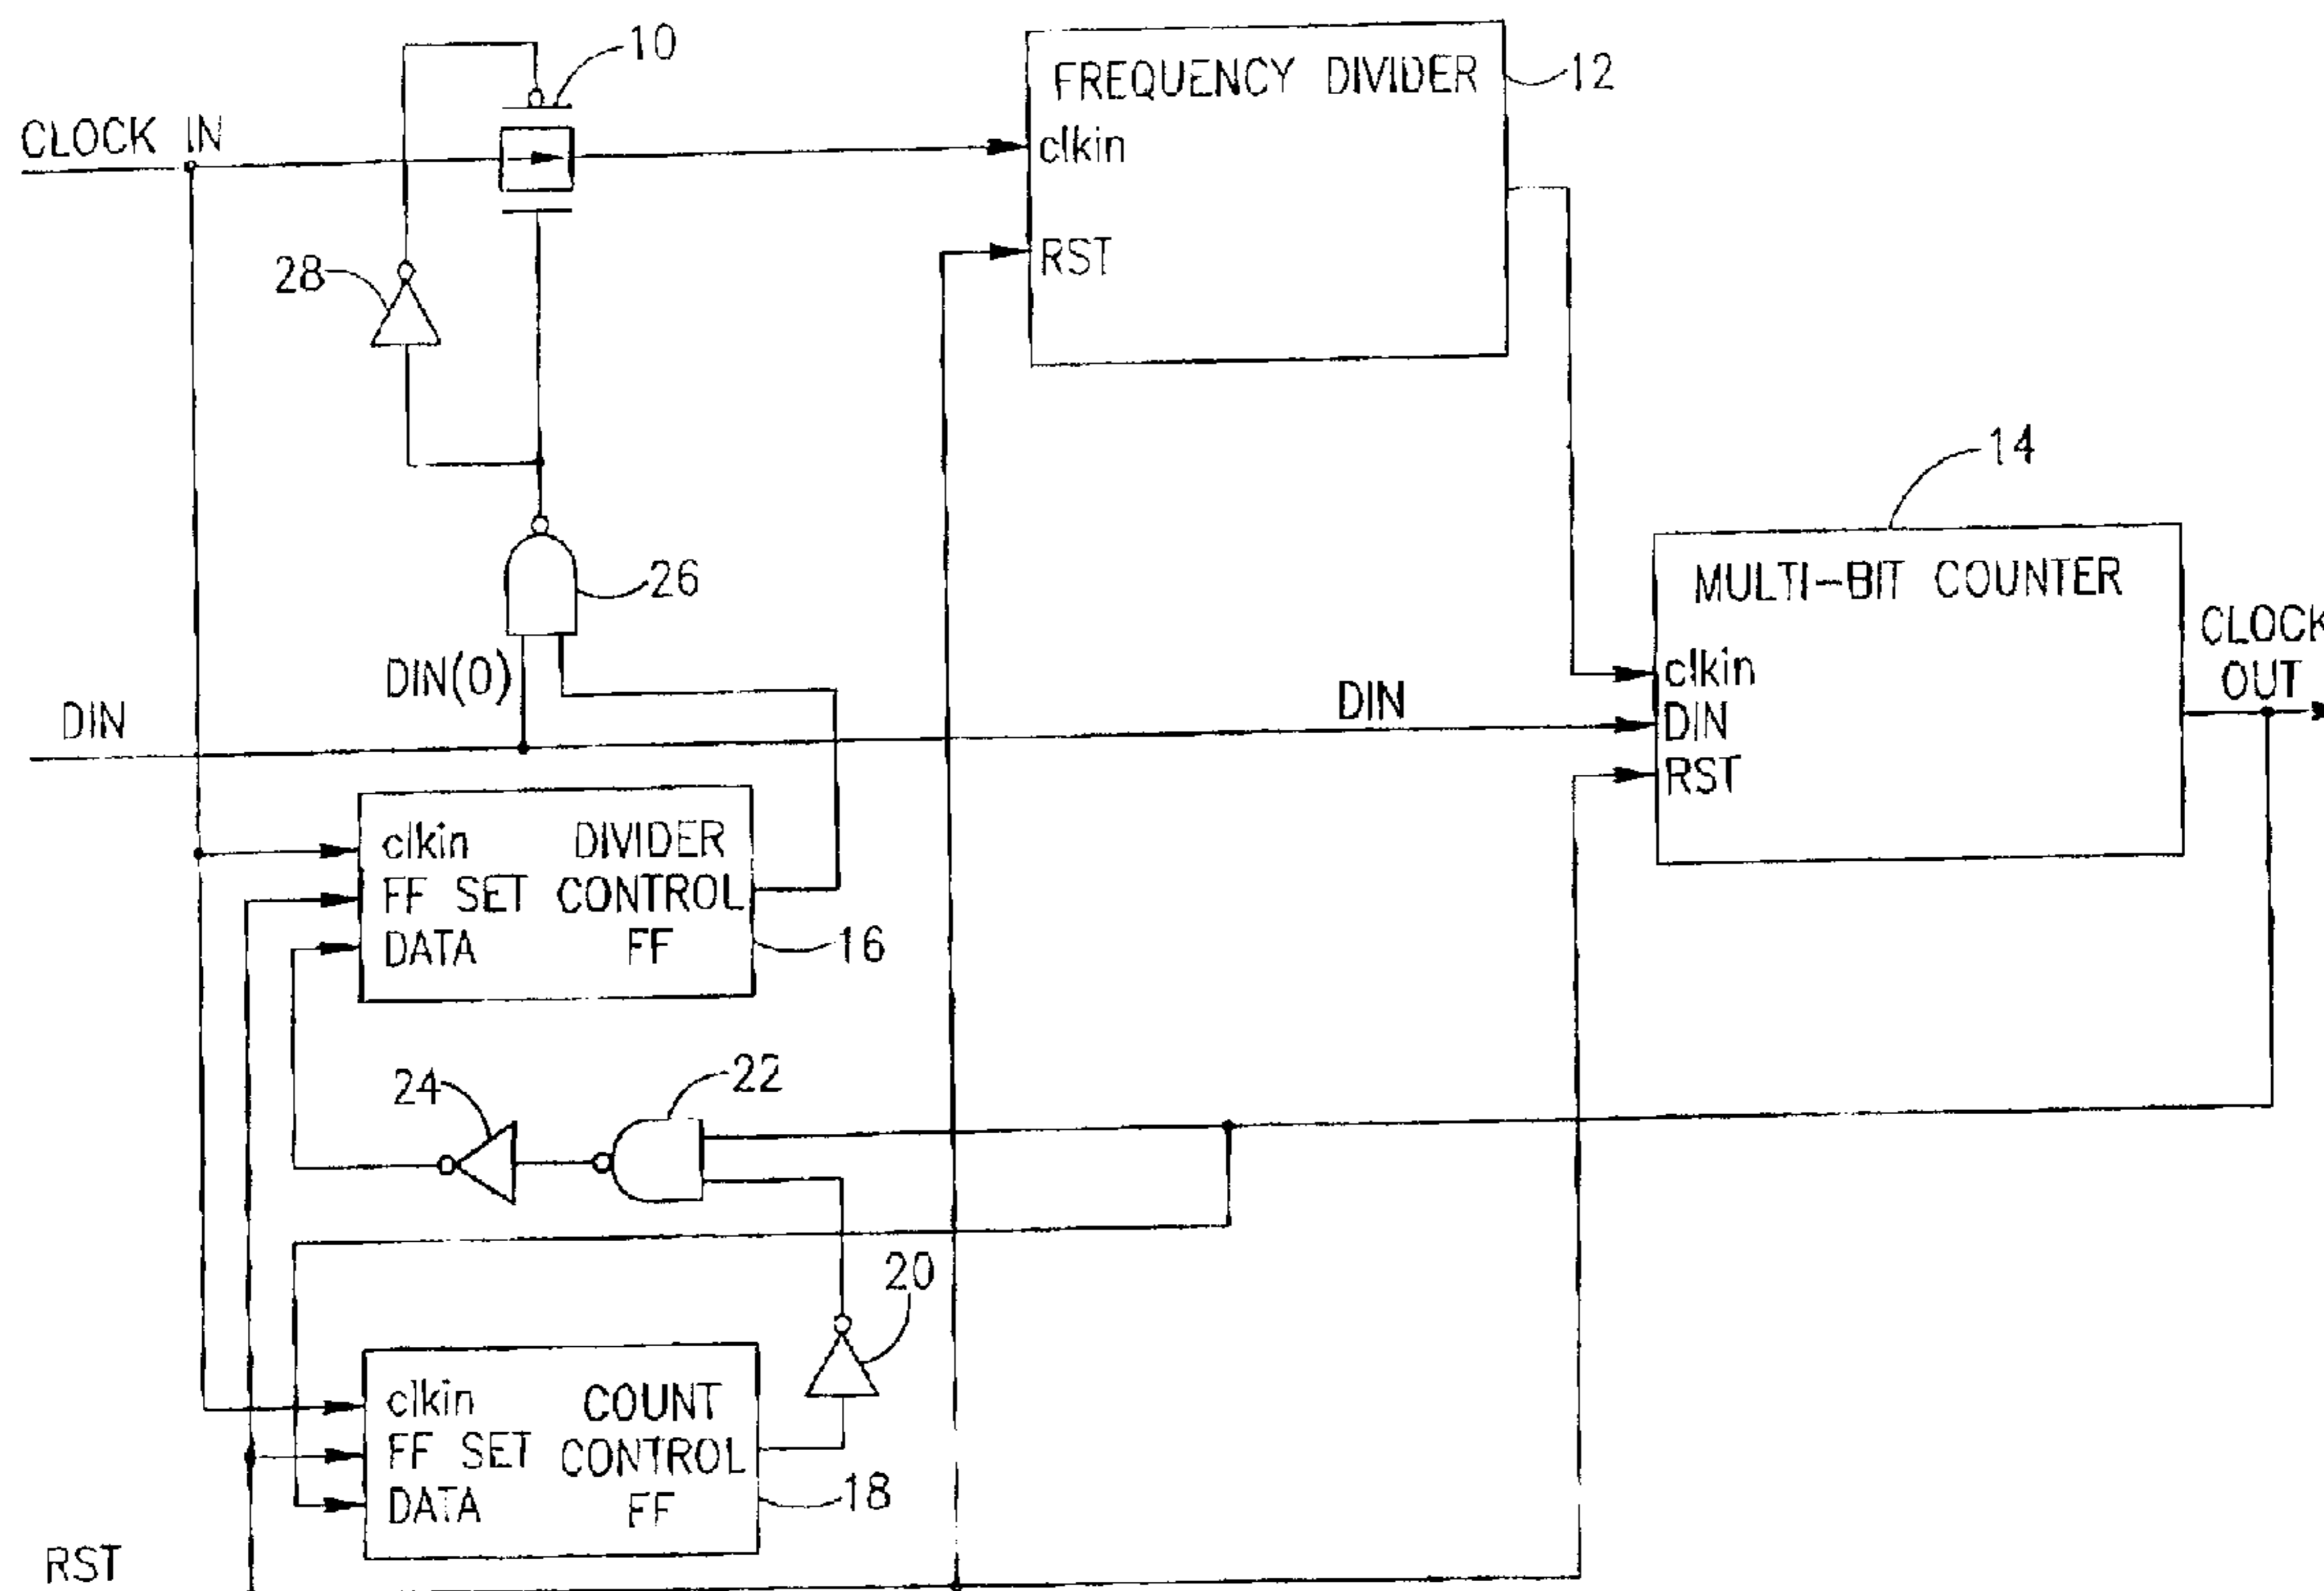 10
FREQUENCY DIVIDER
12
CLOCK IN
clkin
RST
28
14
26
MULTI-BIT COUNTER
CLOCK
OUT
clkin
DIN(0)
DIN
DIN
DIN
RST
clkin
DIVIDER
FF SET
CONTROL
DATA
FF
16
24
22
20
clkin
COUNT
FF SET
CONTROL
DATA
FF
18
RST